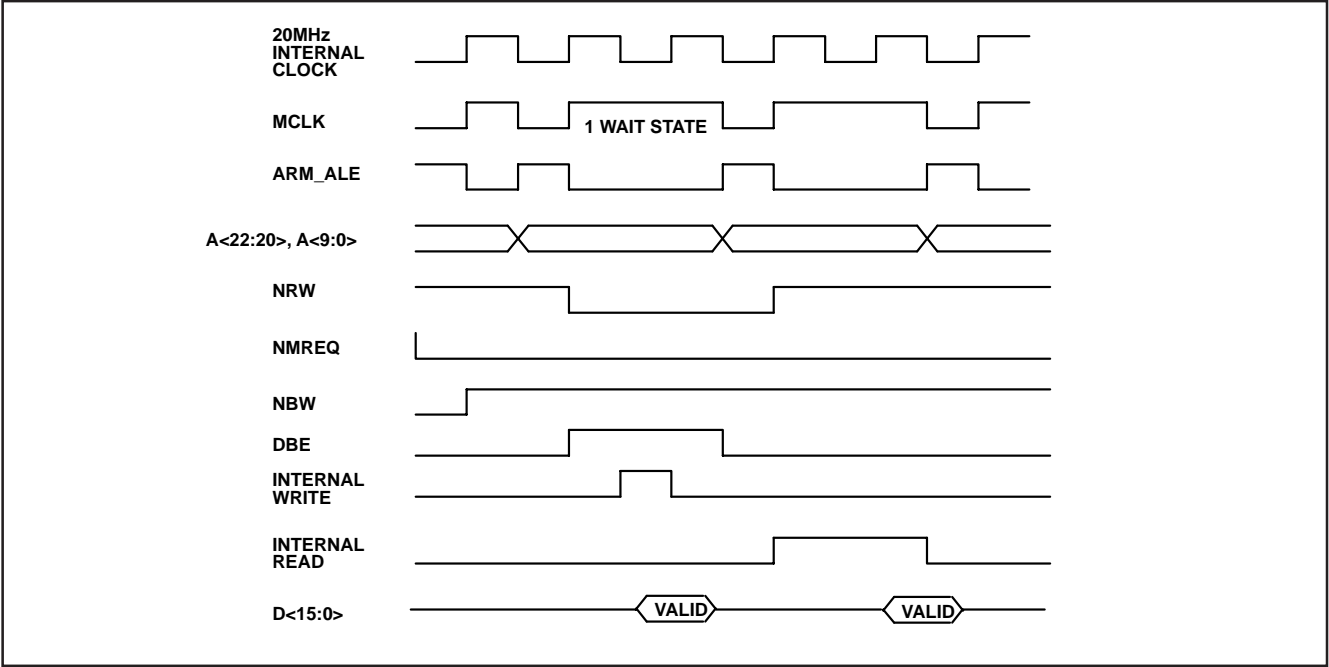 20MHz
INTERNAL
CLOCK
MCLK
1 WAIT STATE
ARM_ALE
A<22:20>, A<9:0>
NRW
NMREQ
NBW
DBE
INTERNAL
WRITE
INTERNAL
READ
D<15:0>
VALID
VALID